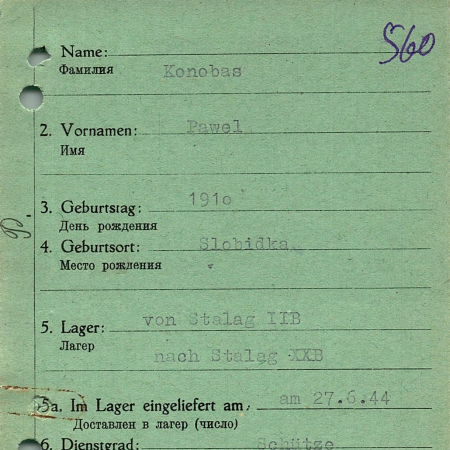 560
Name:
Фамилия
Konobas
2. Vornamen: Pawel
Имя
3. Geburtstag: 191o
День рождения
4. Geburtsort: Slobidka
Место рождения
5. Lager: von Stalag IIB
Лагер
nach Stalag XXB
5a. Im Lager eingeliefert am: am 27.6.44
Доставлен в лагер (число)
6. Dienstgrad: Schütze